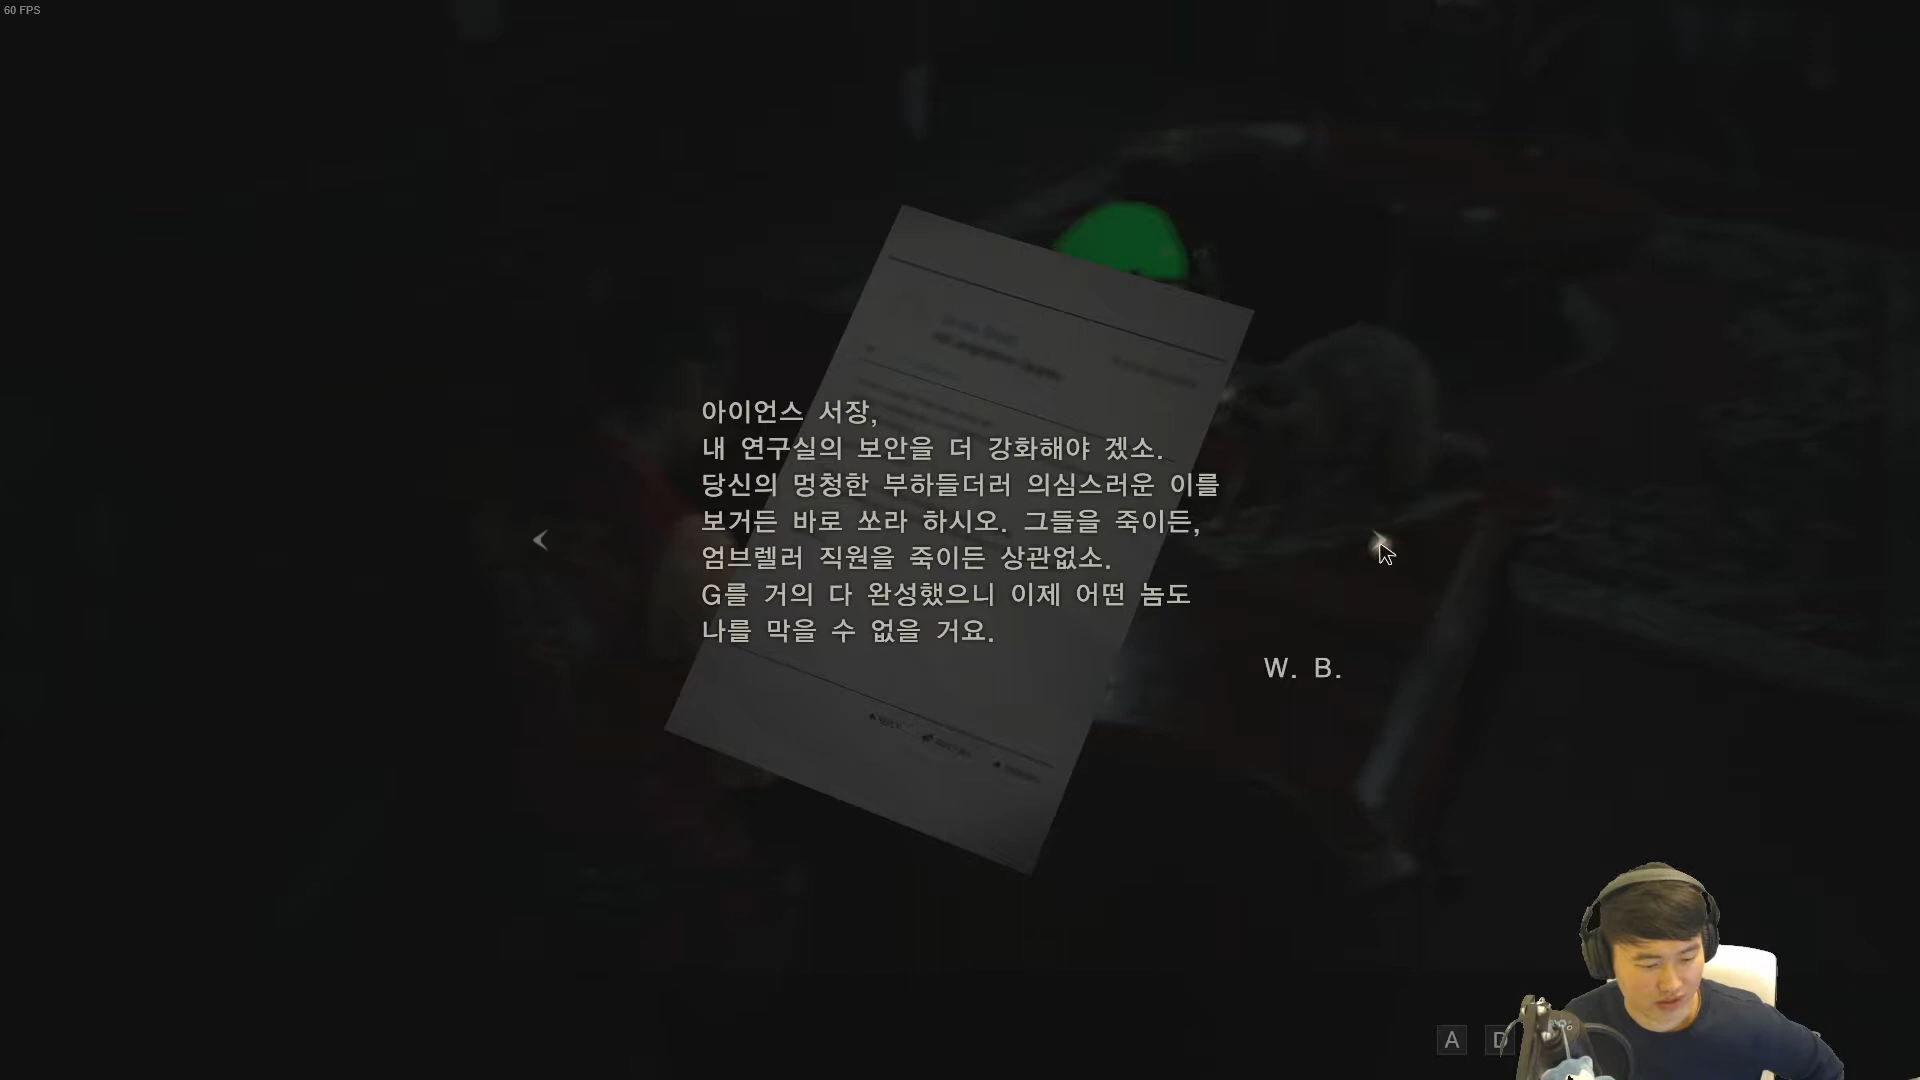 60 FPS
아이언스 서장,
내 연구실의 보안을 더 강화해야 겠소.
당신의 멍청한 부하들더러 의심스러운 이를
보거든 바로 쏘라 하시오. 그들을 죽이든,
엄브렐러 직원을 죽이든 상관없소.
G를 거의 다 완성했으니 이제 어떤 놈도
나를 막을 수 없을 거요.
W. B.
A D